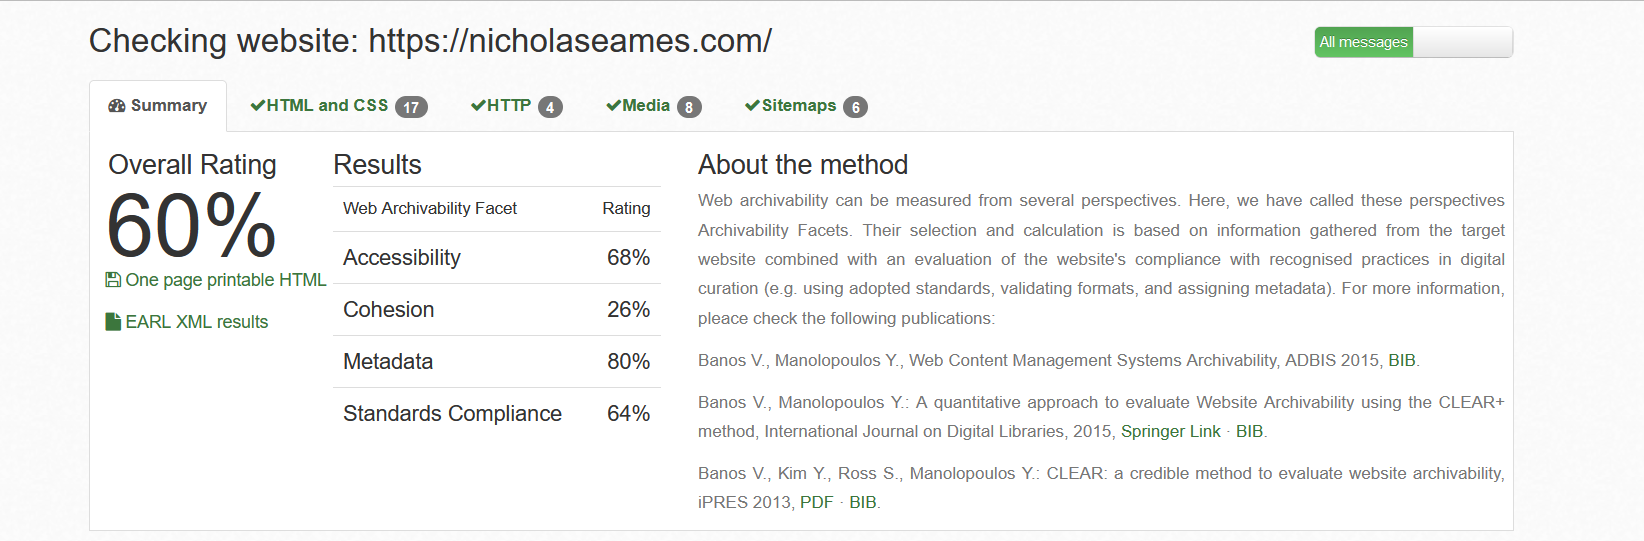 Checking website: https://nicholaseames.com/
All messages
Summary
HTML and CSS 17
HTTP 4
Media 8
Sitemaps 6
Overall Rating
60%
One page printable HTML
EARL XML results
Results
Web Archivability Facet Rating
Accessibility 68%
Cohesion 26%
Metadata 80%
Standards Compliance 64%
About the method
Web archivability can be measured from several perspectives. Here, we have called these perspectives
Archivability Facets. Their selection and calculation is based on information gathered from the target
website combined with an evaluation of the website's compliance with recognised practices in digital
curation (e.g. using adopted standards, validating formats, and assigning metadata). For more information,
pleace check the following publications:
Banos V., Manolopoulos Y., Web Content Management Systems Archivability, ADBIS 2015, BIB.
Banos V., Manolopoulos Y.: A quantitative approach to evaluate Website Archivability using the CLEAR+
method, International Journal on Digital Libraries, 2015, Springer Link · BIB.
Banos V., Kim Y., Ross S., Manolopoulos Y.: CLEAR: a credible method to evaluate website archivability,
iPRES 2013, PDF · BIB.